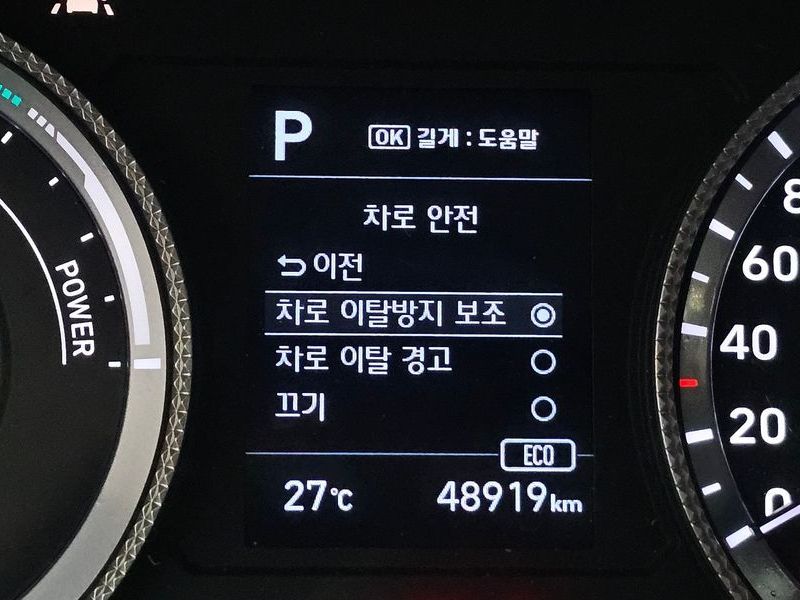 P
OK 길게 : 도움말
차로 안전
이전
차로 이탈방지 보조
차로 이탈 경고
끄기
ECO
27℃
48919km
POWER
8
60
40
20
0